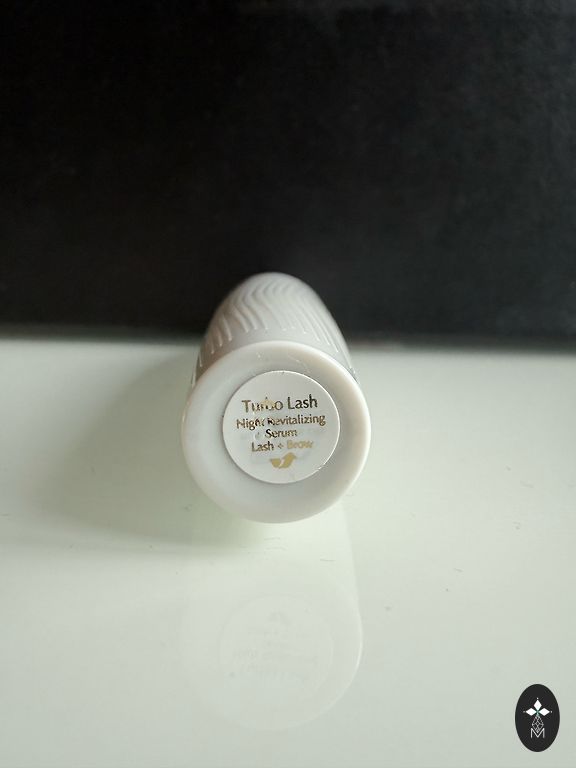 Turbo Lash
Night Revitalizing
Serum
Lash + Brow
M